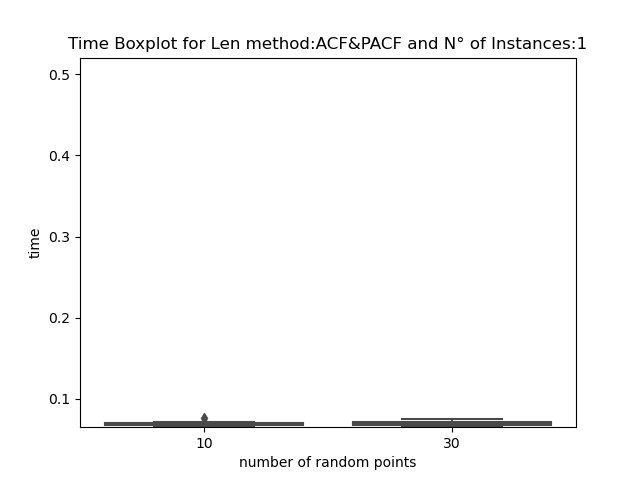 Time Boxplot for Len method:ACF&PACF and N° of Instances:1
0.5
0.4
0.3
0.2
0.1
time
10
30
number of random points